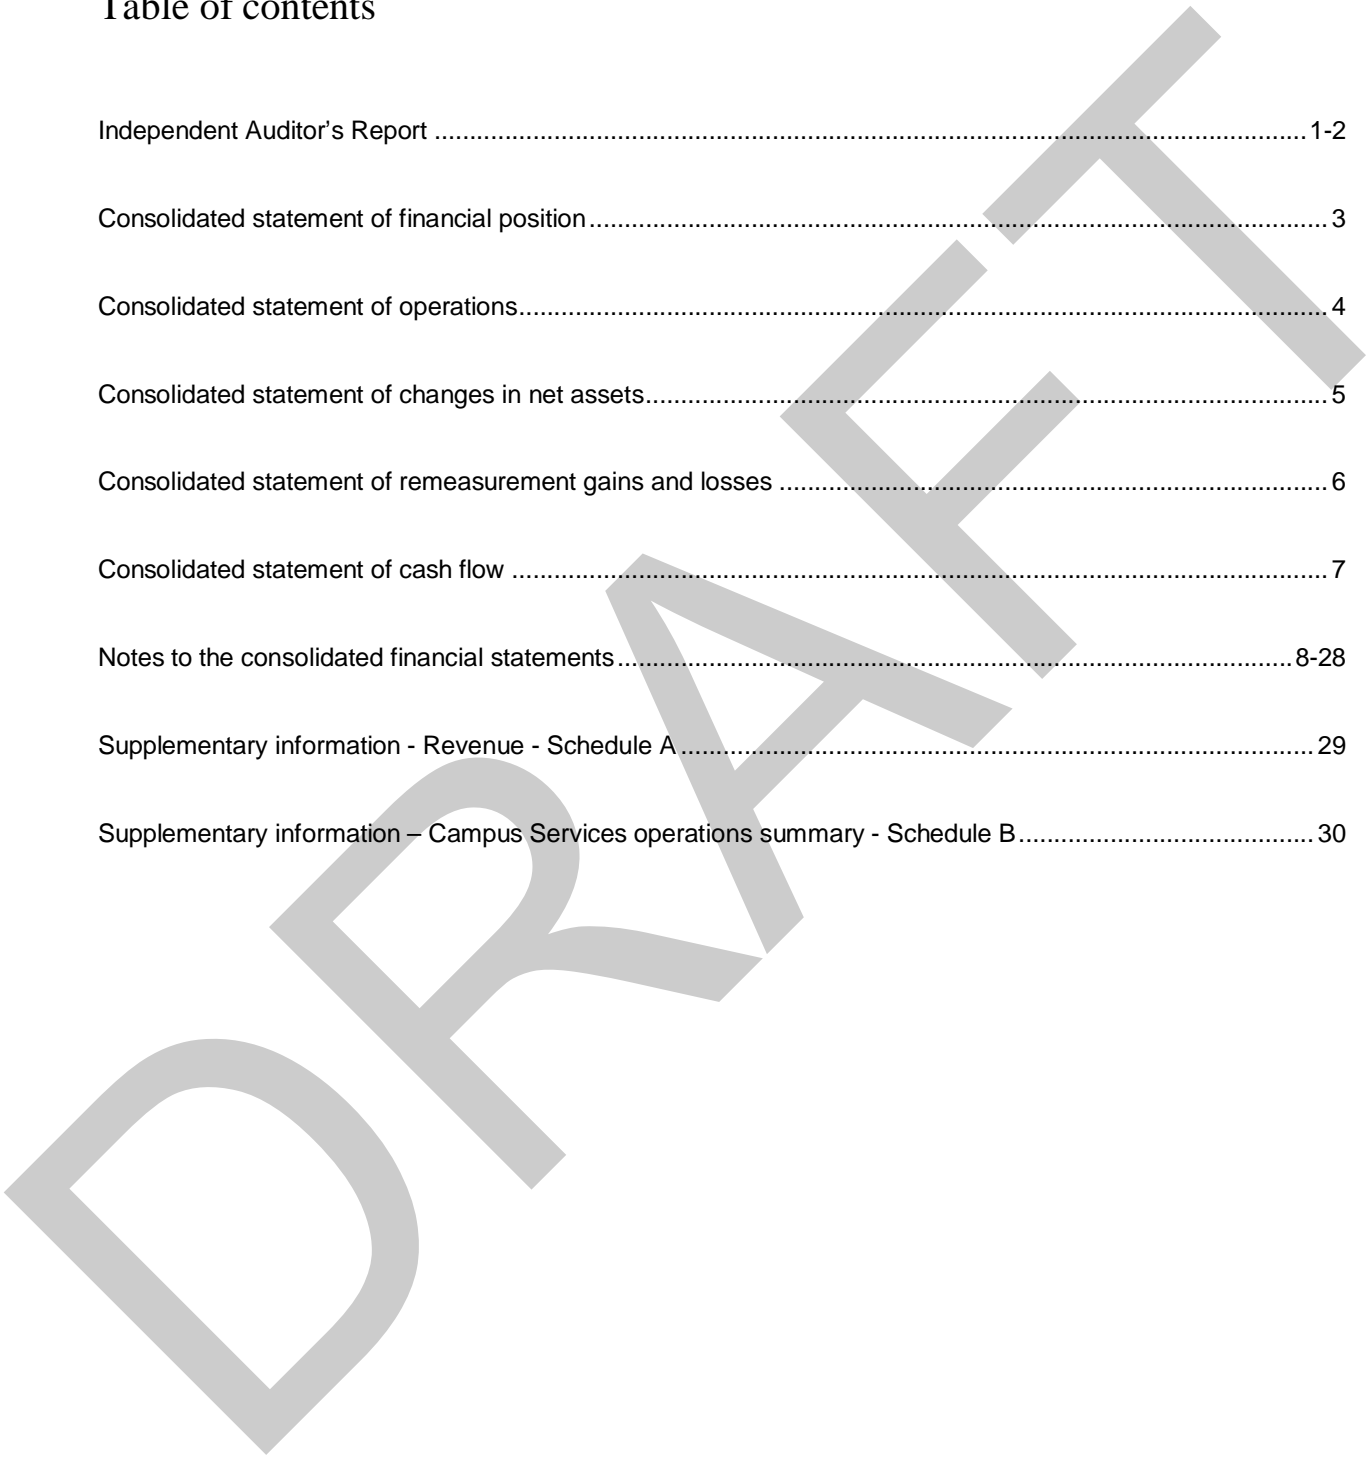 Table of contents
Independent Auditor’s Report ........................................................................................................................... 1-2
Consolidated statement of financial position ........................................................................................................ 3
Consolidated statement of operations .................................................................................................................. 4
Consolidated statement of changes in net assets ................................................................................................ 5
Consolidated statement of remeasurement gains and losses ............................................................................. 6
Consolidated statement of cash flow ................................................................................................................... 7
Notes to the consolidated financial statements ............................................................................................... 8-28
Supplementary information - Revenue - Schedule A ......................................................................................... 29
Supplementary information – Campus Services operations summary - Schedule B .......................................... 30
DRAFT